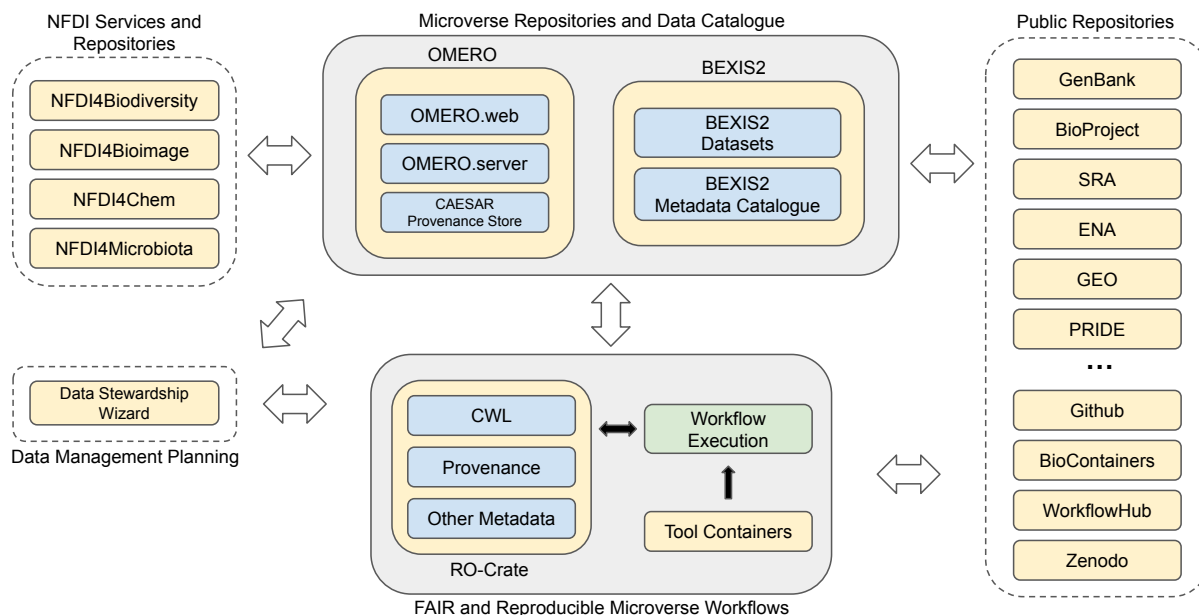 NFDI Services and
Repositories
NFDI4Biodiversity
NFDI4Bioimage
NFDI4Chem
NFDI4Microbiota
Microverse Repositories and Data Catalogue
OMERO
OMERO.web
OMERO.server
CAESAR
Provenance Store
BEXIS2
BEXIS2
Datasets
BEXIS2
Metadata Catalogue
Public Repositories
GenBank
BioProject
SRA
ENA
GEO
PRIDE
...
Github
BioContainers
WorkflowHub
Zenodo
Data Stewardship
Wizard
Data Management Planning
CWL
Provenance
Other Metadata
RO-Crate
Workflow
Execution
Tool Containers
FAIR and Reproducible Microverse Workflows